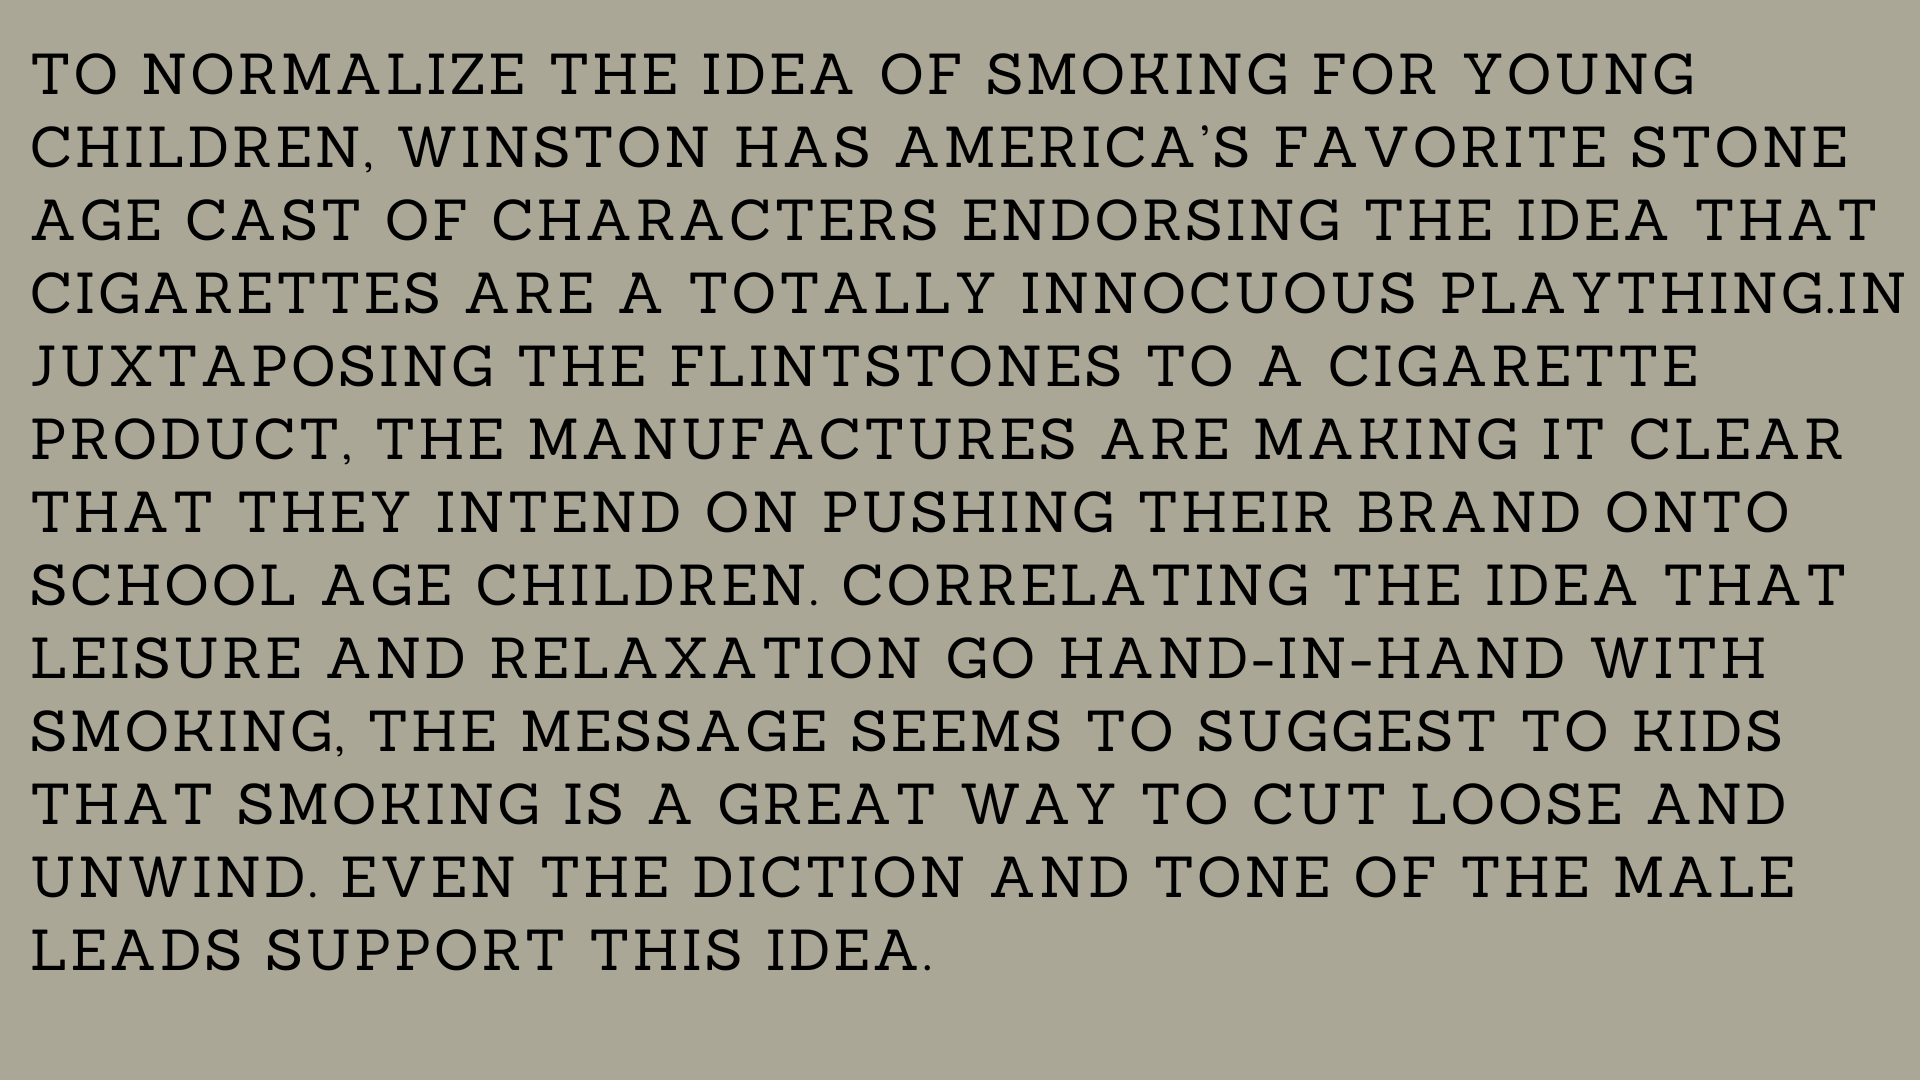 TO NORMALIZE THE IDEA OF SMOKING FOR YOUNG
CHILDREN, WINSTON HAS AMERICA'S FAVORITE STONE
AGE CAST OF CHARACTERS ENDORSING THE IDEA THAT
CIGARETTES ARE A TOTALLY INNOCUOUS PLAYTHING.IN
JUXTAPOSING THE FLINTSTONES TO A CIGARETTE
PRODUCT, THE MANUFACTURES ARE MAKING IT CLEAR
THAT THEY INTEND ON PUSHING THEIR BRAND ONTO
SCHOOL AGE CHILDREN. CORRELATING THE IDEA THAT
LEISURE AND RELAXATION GO HAND-IN-HAND WITH
SMOKING, THE MESSAGE SEEMS TO SUGGEST TO KIDS
THAT SMOKING IS A GREAT WAY TO CUT LOOSE AND
UNWIND. EVEN THE DICTION AND TONE OF THE MALE
LEADS SUPPORT THIS IDEA.